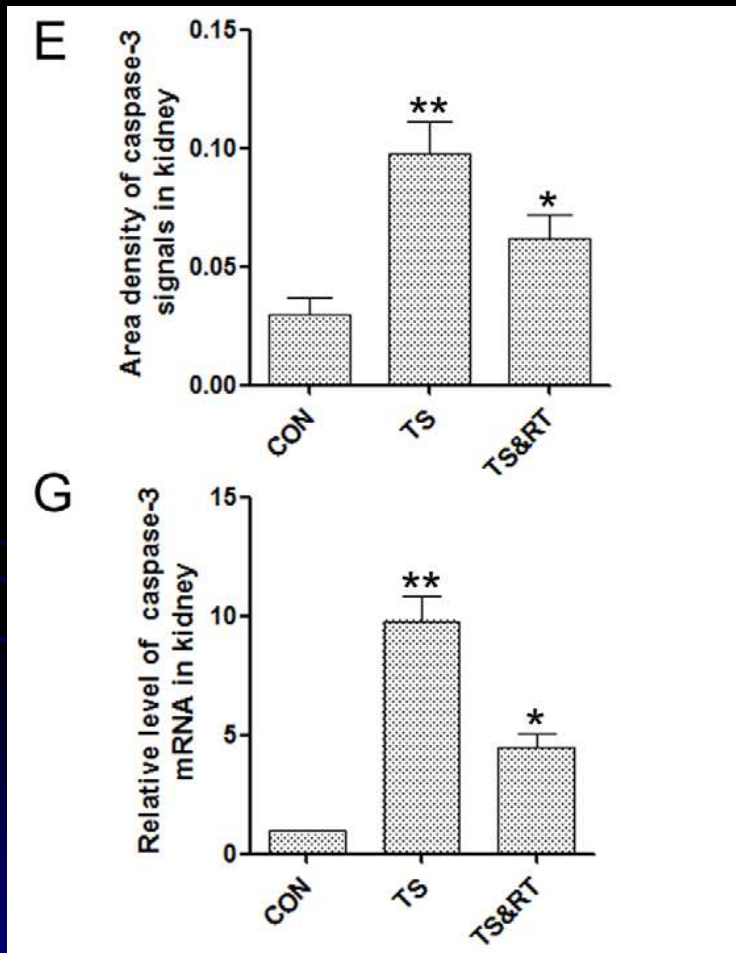 E
Area density of caspase-3
signals in kidney
0.15
0.10
0.05
0.00
**
*
CON
TS
TS&RT
G
Relative level of caspase-3
mRNA in kidney
15
10
5
0
**
*
CON
TS
TS&RT